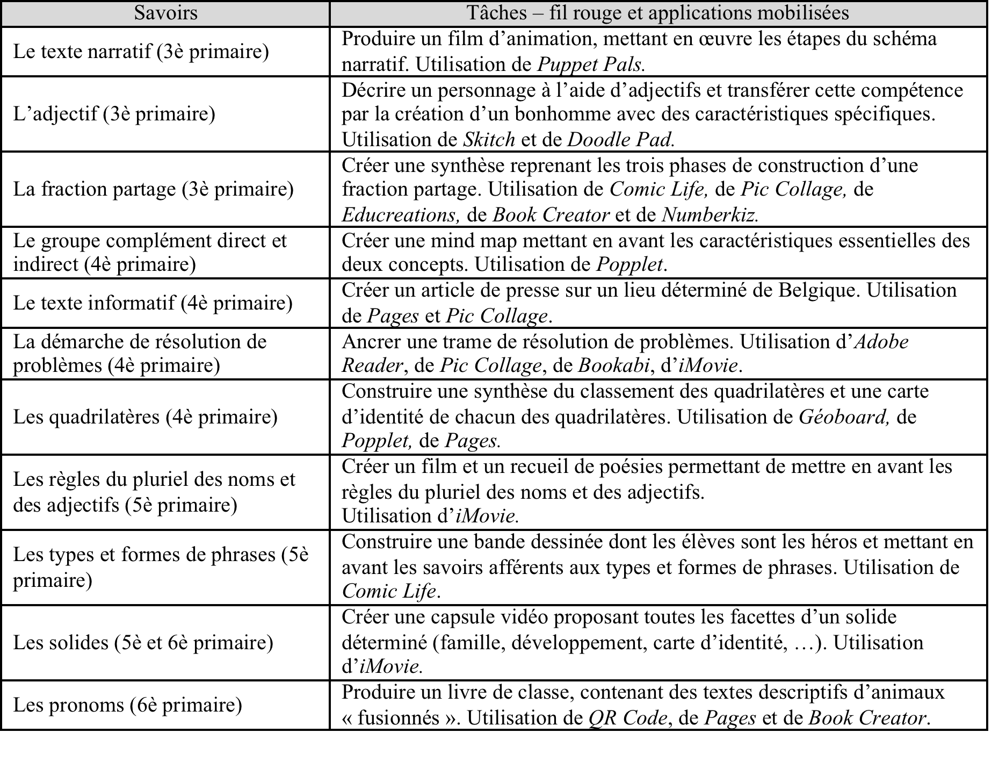 Savoirs
Tâches – fil rouge et applications mobilisées
Le texte narratif (3è primaire)
Produire un film d’animation, mettant en œuvre les étapes du schéma
narratif. Utilisation de Puppet Pals.
L’adjectif (3è primaire)
Décrire un personnage à l’aide d’adjectifs et transférer cette compétence
par la création d’un bonhomme avec des caractéristiques spécifiques.
Utilisation de Skitch et de Doodle Pad.
La fraction partage (3è primaire)
Créer une synthèse reprenant les trois phases de construction d’une
fraction partage. Utilisation de Comic Life, de Pic Collage, de
Educreations, de Book Creator et de Numberkiz.
Le groupe complément direct et
indirect (4è primaire)
Créer une mind map mettant en avant les caractéristiques essentielles des
deux concepts. Utilisation de Popplet.
Le texte informatif (4è primaire)
Créer un article de presse sur un lieu déterminé de Belgique. Utilisation
de Pages et Pic Collage.
La démarche de résolution de
problèmes (4è primaire)
Ancrer une trame de résolution de problèmes. Utilisation d’Adobe
Reader, de Pic Collage, de Bookabi, d’iMovie.
Les quadrilatères (4è primaire)
Construire une synthèse du classement des quadrilatères et une carte
d’identité de chacun des quadrilatères. Utilisation de Géoboard, de
Popplet, de Pages.
Les règles du pluriel des noms et
des adjectifs (5è primaire)
Créer un film et un recueil de poésies permettant de mettre en avant les
règles du pluriel des noms et des adjectifs.
Utilisation d’iMovie.
Les types et formes de phrases (5è
primaire)
Construire une bande dessinée dont les élèves sont les héros et mettant en
avant les savoirs afférents aux types et formes de phrases. Utilisation de
Comic Life.
Les solides (5è et 6è primaire)
Créer une capsule vidéo proposant toutes les facettes d’un solide
déterminé (famille, développement, carte d’identité, …). Utilisation
d’iMovie.
Les pronoms (6è primaire)
Produire un livre de classe, contenant des textes descriptifs d’animaux
« fusionnés ». Utilisation de QR Code, de Pages et de Book Creator.